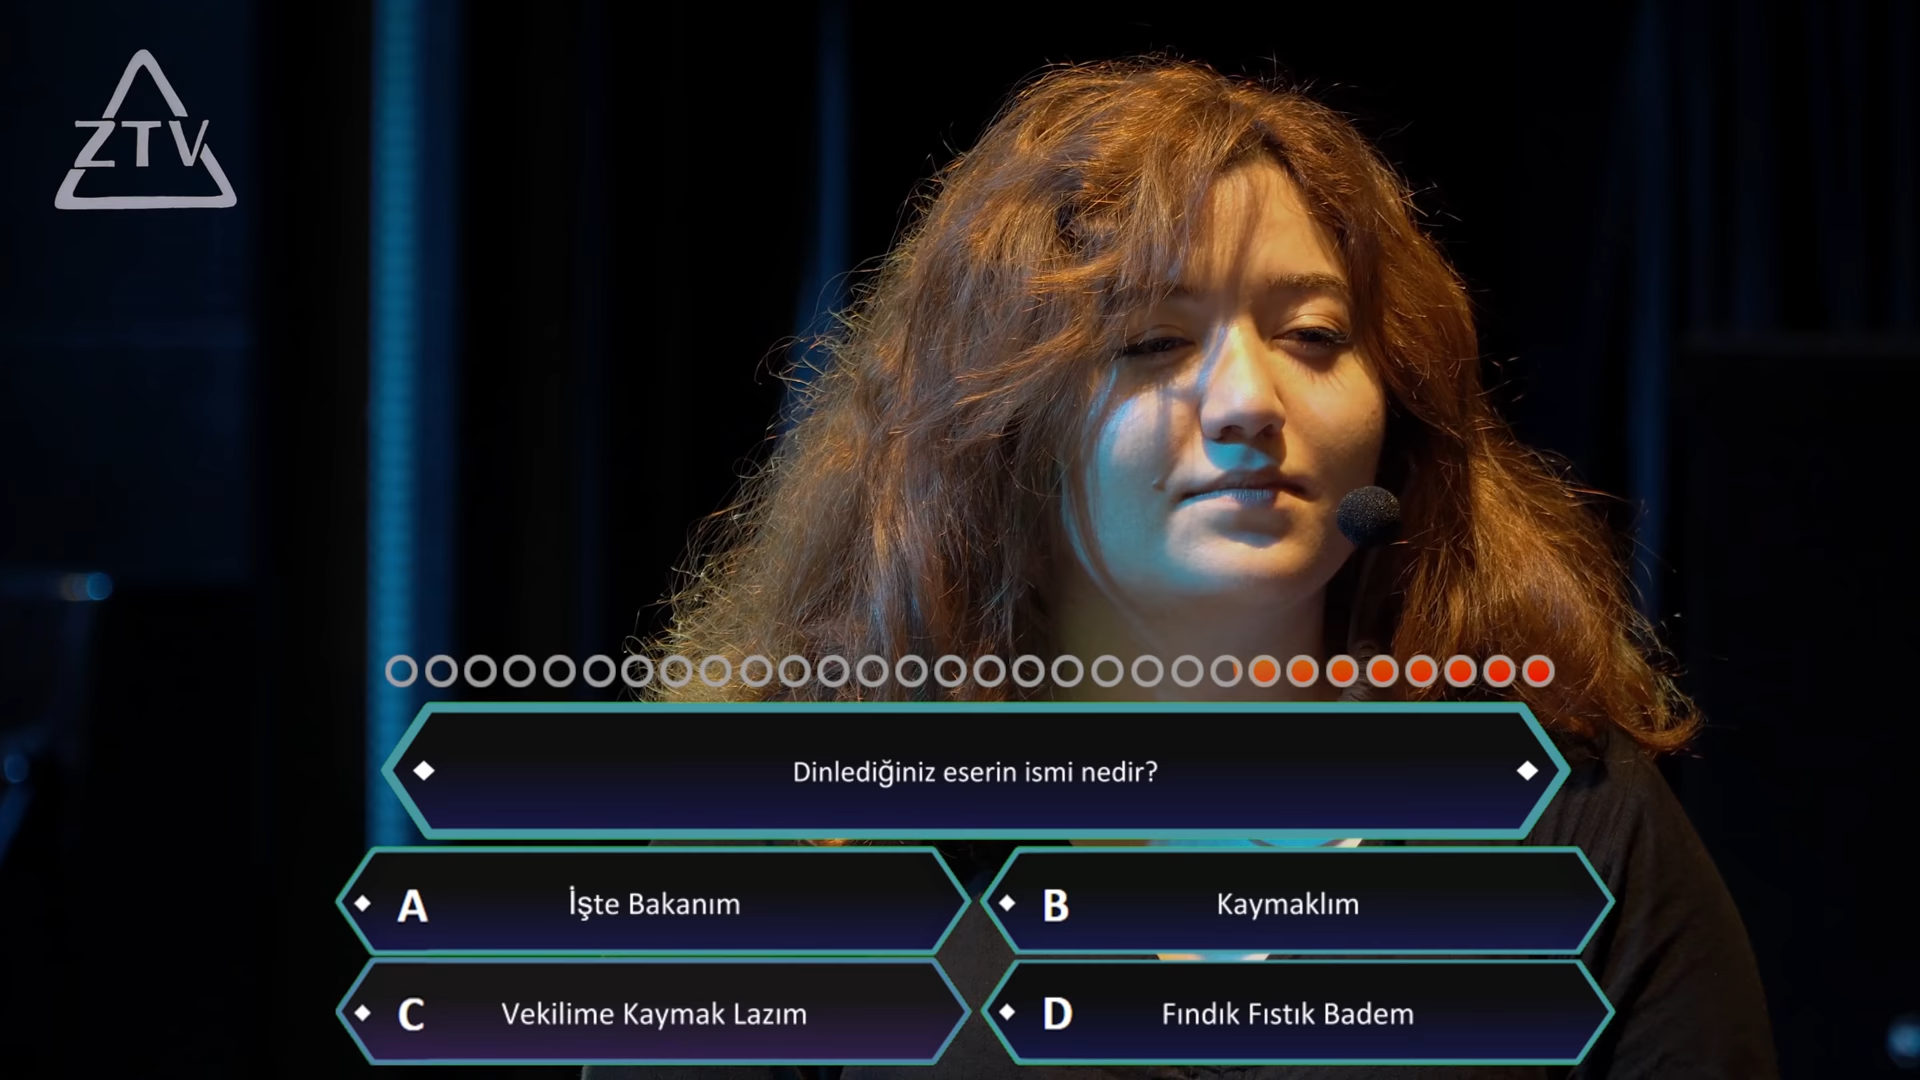 ZTV
Dinlediğiniz eserin ismi nedir?
A İşte Bakanım
B Kaymaklım
C Vekilime Kaymak Lazım
D Fındık Fıstık Badem